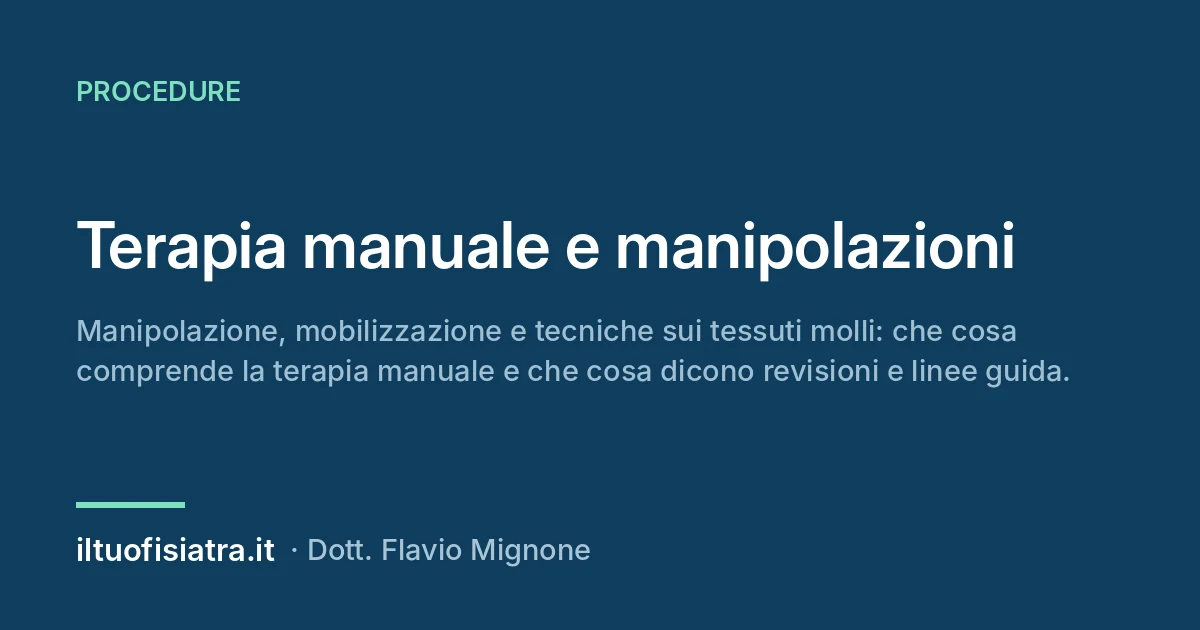 PROCEDURE
Terapia manuale e manipolazioni
Manipolazione, mobilizzazione e tecniche sui tessuti molli: che cosa
comprende la terapia manuale e che cosa dicono revisioni e linee guida.
iltuofisiatra.it · Dott. Flavio Mignone